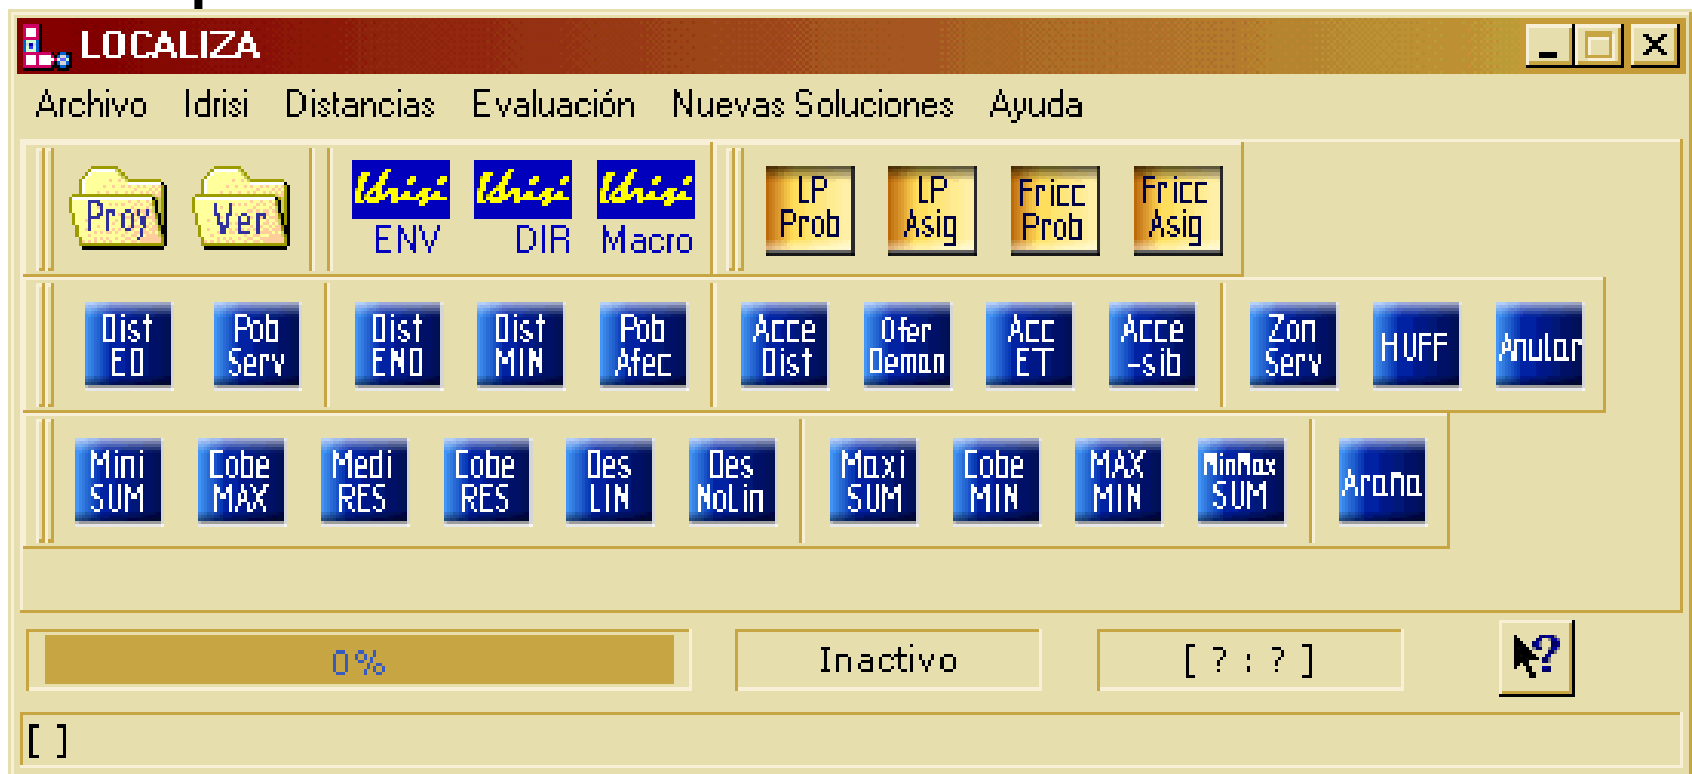 LOCALIZA
Archivo Idrisi Distancias Evaluación Nuevas Soluciones Ayuda
Proy Ver
Idrisi Idrisi Idrisi
ENV DIR Macro
LP Prob LP Asig Fricc Prob Fricc Asig
Dist EO Pob Serv Dist ENO Dist MIN Pob Afec Acce Dist Ofer Deman Acc ET Acce -sib Zon Serv HUFF Anular
Mini SUM Cobe MAX Medi RES Cobe RES Des LIN Des NoLin Maxi SUM Cobe MIN MAX MIN MinMax SUM Araña
0% Inactivo [ ? : ? ] ?
[ ]